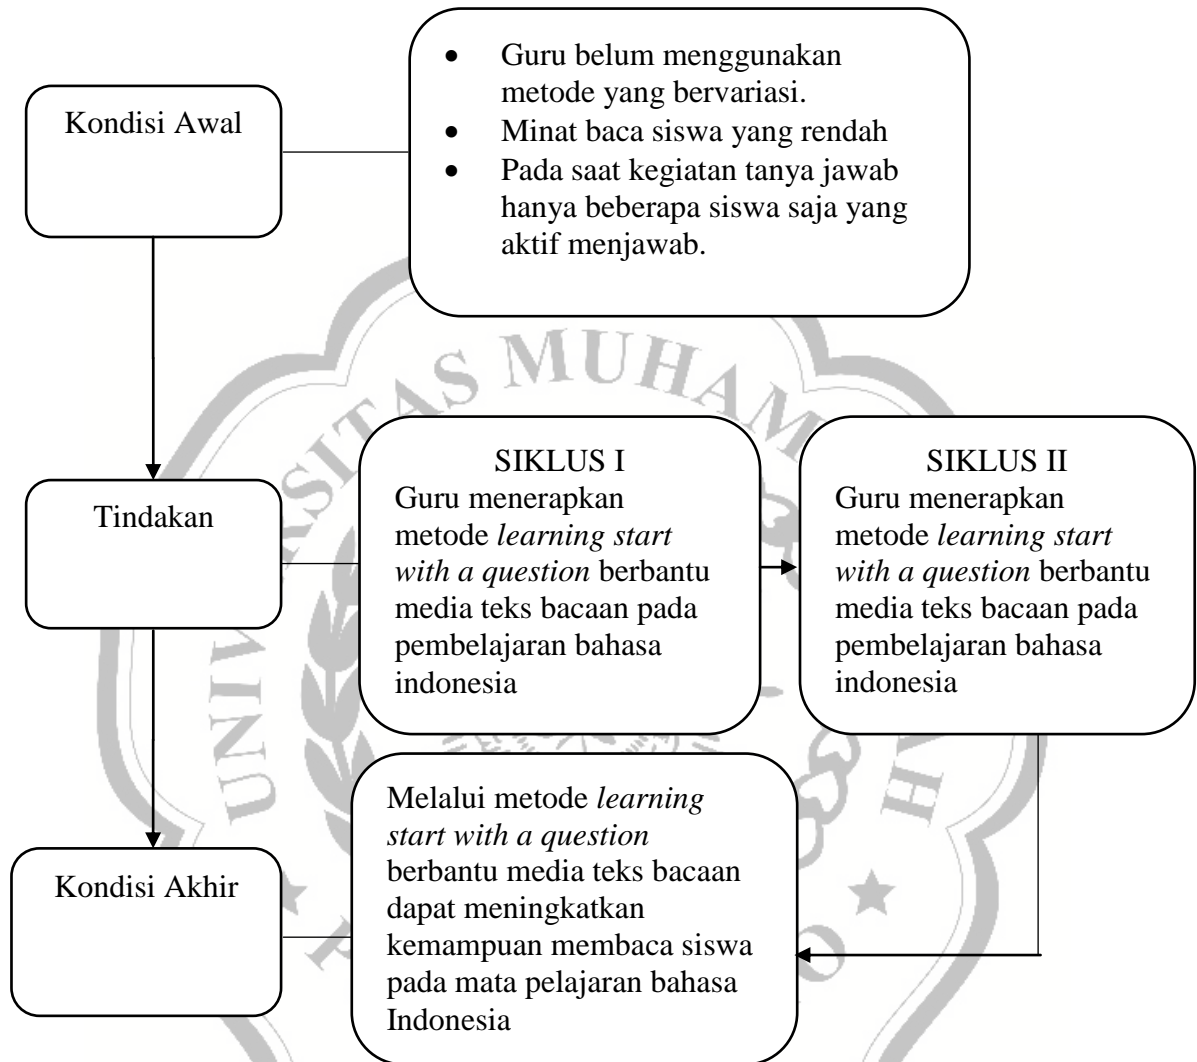 Kondisi Awal
• Guru belum menggunakan
metode yang bervariasi.
• Minat baca siswa yang rendah
• Pada saat kegiatan tanya jawab
hanya beberapa siswa saja yang
aktif menjawab.
Tindakan
SIKLUS I
Guru menerapkan
metode learning start
with a question berbantu
media teks bacaan pada
pembelajaran bahasa
indonesia
SIKLUS II
Guru menerapkan
metode learning start
with a question berbantu
media teks bacaan pada
pembelajaran bahasa
indonesia
Kondisi Akhir
Melalui metode learning
start with a question
berbantu media teks bacaan
dapat meningkatkan
kemampuan membaca siswa
pada mata pelajaran bahasa
Indonesia